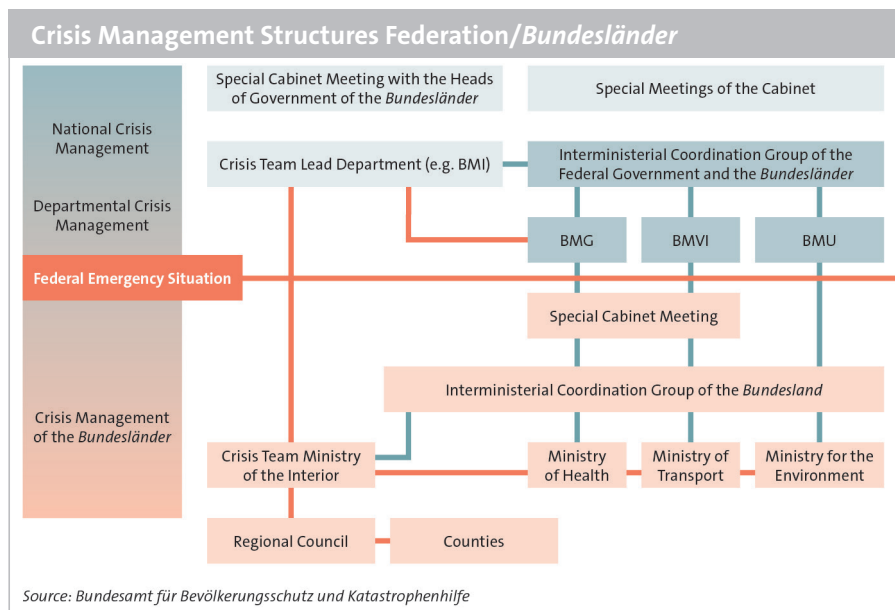 Crisis Management Structures Federation/Bundesländer
Special Cabinet Meeting with the Heads
of Government of the Bundesländer
Special Meetings of the Cabinet
National Crisis
Management
Crisis Team Lead Department (e.g. BMI)
Interministerial Coordination Group of the
Federal Government and the Bundesländer
Departmental Crisis
Management
BMG
BMVI
BMU
Federal Emergency Situation
Special Cabinet Meeting
Interministerial Coordination Group of the Bundesland
Crisis Management
of the Bundesländer
Crisis Team Ministry
of the Interior
Ministry
of Health
Ministry of
Transport
Ministry for the
Environment
Regional Council
Counties
Source: Bundesamt für Bevölkerungsschutz und Katastrophenhilfe